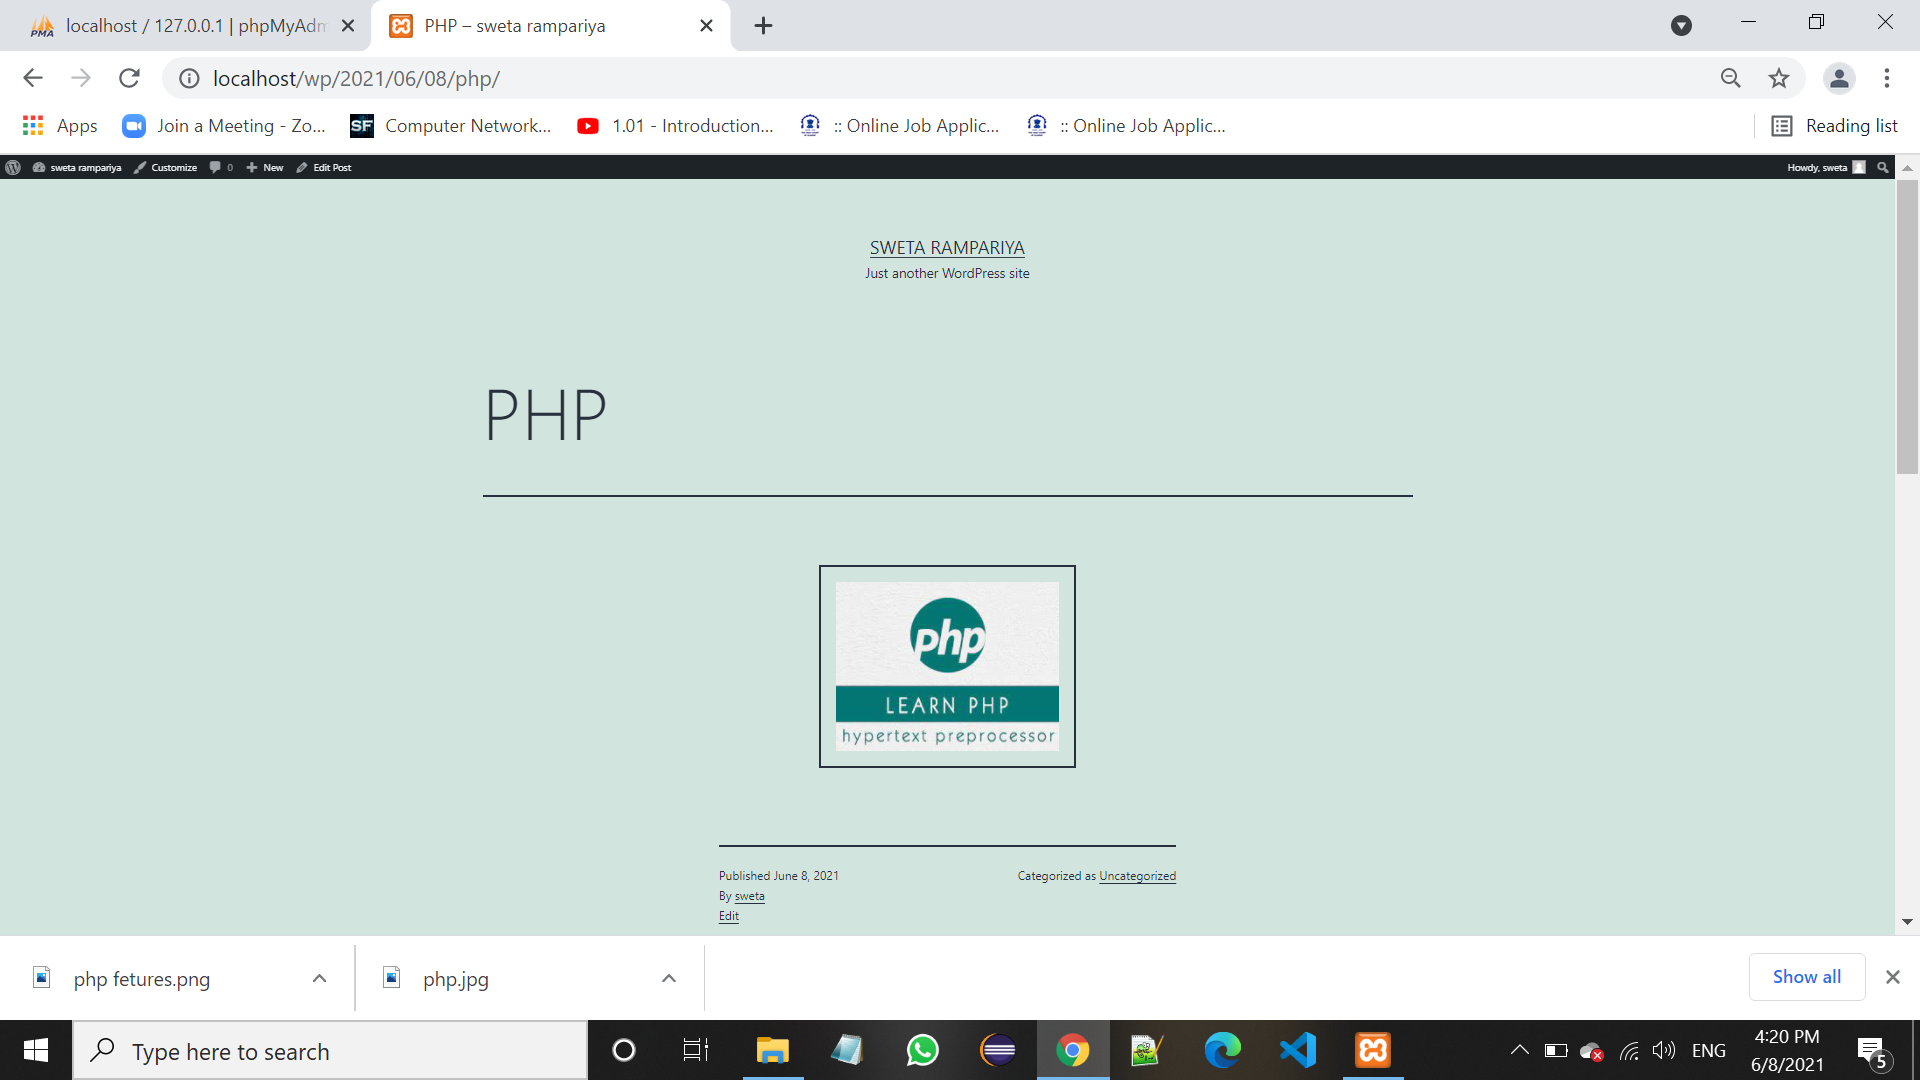 localhost / 127.0.0.1 | phpMyAdm
PHP – sweta rampariya
localhost/wp/2021/06/08/php/
Apps
Join a Meeting - Zo...
SF
Computer Network...
1.01 - Introduction...
:: Online Job Applic...
:: Online Job Applic...
Reading list
sweta rampariya
Customize
0
New
Edit Post
Howdy, sweta
SWETA RAMPARIYA
Just another WordPress site
PHP
php
LEARN PHP
hypertext preprocessor
Published June 8, 2021
Categorized as Uncategorized
By sweta
Edit
php fetures.png
php.jpg
Show all
Type here to search
ENG
4:20 PM
6/8/2021
5